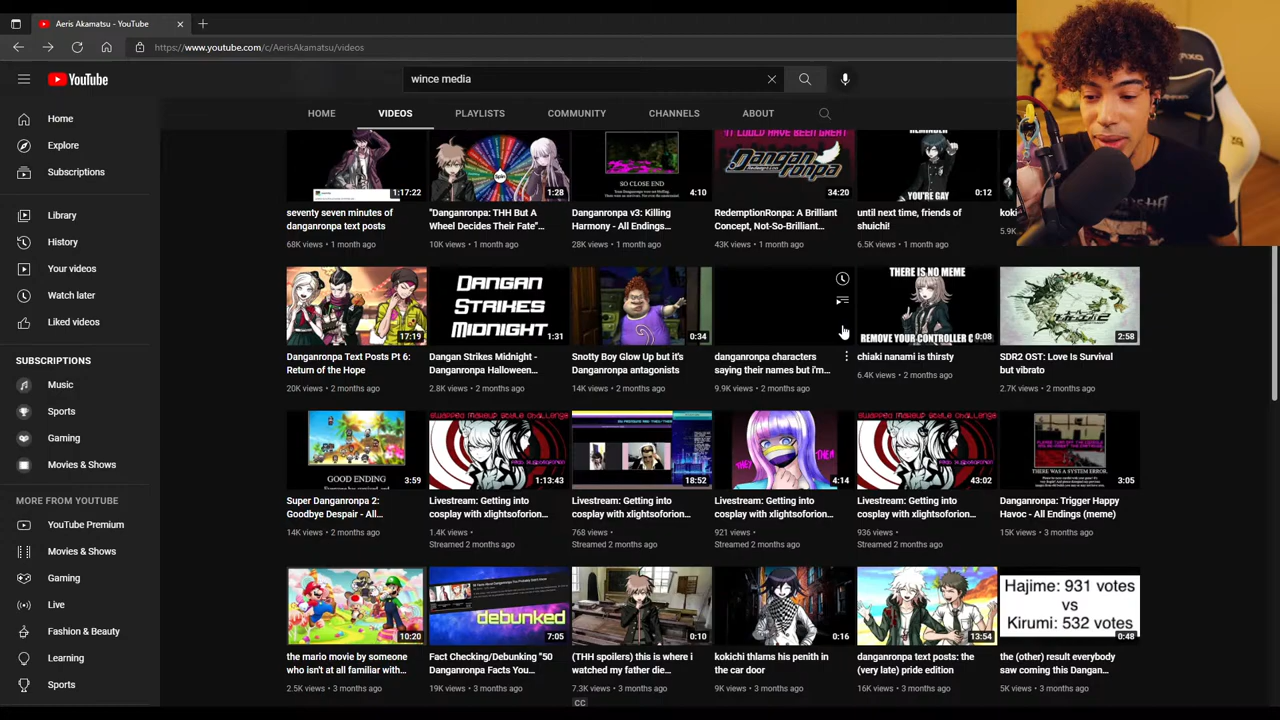 Aeris Akamatsu - YouTube
https://www.youtube.com/c/AerisAkamatsu/videos
YouTube
wince media
HOME
VIDEOS
PLAYLISTS
COMMUNITY
CHANNELS
ABOUT
Home
Explore
Subscriptions
Library
History
Your videos
Watch later
Liked videos
SUBSCRIPTIONS
Music
Sports
Gaming
Movies & Shows
MORE FROM YOUTUBE
YouTube Premium
Movies & Shows
Gaming
Live
Fashion & Beauty
Learning
Sports
1:17:22
seventy seven minutes of
danganronpa text posts
68K views • 1 month ago
Spin
1:28
"Danganronpa: THH But A
Wheel Decides Their Fate"...
10K views • 1 month ago
SO CLOSE END
4:10
Danganronpa v3: Killing
Harmony - All Endings...
28K views • 1 month ago
IT COULD HAVE BEEN GREAT
DanganRonpa
34:20
RedemptionRonpa: A Brilliant
Concept, Not-So-Brilliant...
43K views • 1 month ago
REMINDER
YOU'RE GAY
0:12
until next time, friends of
shuichi!
6.5K views • 1 month ago
koki
5.9K
17:19
Danganronpa Text Posts Pt 6:
Return of the Hope
20K views • 2 months ago
DANGAN
STRIKES
MIDNIGHT
1:31
Dangan Strikes Midnight -
Danganronpa Halloween...
2.8K views • 2 months ago
0:34
Snotty Boy Glow Up but it's
Danganronpa antagonists
14K views • 2 months ago
danganronpa characters
saying their names but i'm...
9.9K views • 2 months ago
THERE IS NO MEME
REMOVE YOUR CONTROLLER
0:08
chiaki nanami is thirsty
6.4K views • 2 months ago
2:58
SDR2 OST: Love Is Survival
but vibrato
2.7K views • 2 months ago
GOOD ENDING
3:59
Super Danganronpa 2:
Goodbye Despair - All...
14K views • 2 months ago
SWAPPED MAKEUP STYLE CHALLENGE
1:13:43
Livestream: Getting into
cosplay with xlightsoforion...
1.4K views •
Streamed 2 months ago
18:52
Livestream: Getting into
cosplay with xlightsoforion...
768 views •
Streamed 2 months ago
THEY
THEM
4:14
Livestream: Getting into
cosplay with xlightsoforion...
921 views •
Streamed 2 months ago
SWAPPED MAKEUP STYLE CHALLENGE
43:02
Livestream: Getting into
cosplay with xlightsoforion...
936 views •
Streamed 2 months ago
THERE WAS A SYSTEM ERROR.
3:05
Danganronpa: Trigger Happy
Havoc - All Endings (meme)
15K views • 3 months ago
10:20
the mario movie by someone
who isn't at all familiar with...
2.5K views • 3 months ago
debunked
7:05
Fact Checking/Debunking "50
Danganronpa Facts You...
19K views • 3 months ago
CC
0:10
(THH spoilers) this is where i
watched my father die...
7.3K views • 3 months ago
0:16
kokichi thlams his penith in
the car door
9K views • 3 months ago
13:54
danganronpa text posts: the
(very late) pride edition
16K views • 3 months ago
Hajime: 931 votes
vs
Kirumi: 532 votes
0:48
the (other) result everybody
saw coming this Dangan...
5K views • 3 months ago